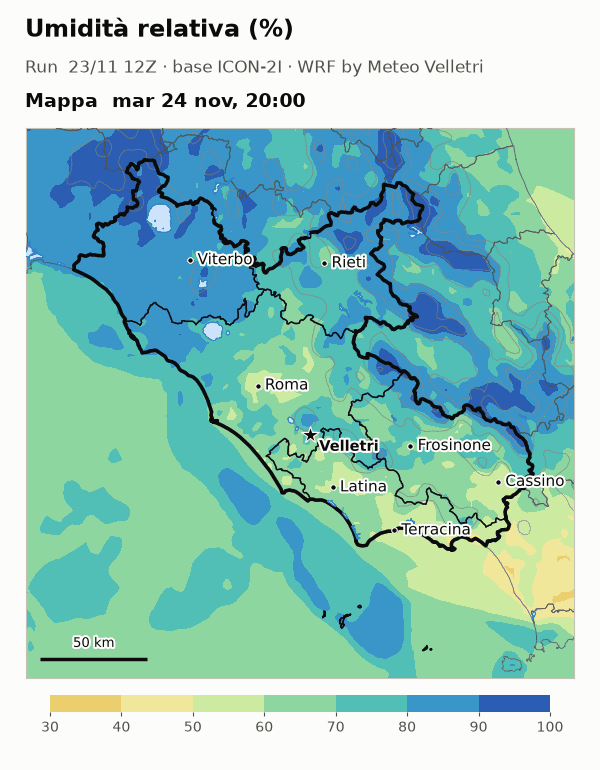 Umidità relativa (%)
Run 23/11 12Z · base ICON-2I · WRF by Meteo Velletri
Mappa mar 24 nov, 20:00
Viterbo
Rieti
Roma
Velletri
Frosinone
Cassino
Latina
Terracina
50 km
30 40 50 60 70 80 90 100